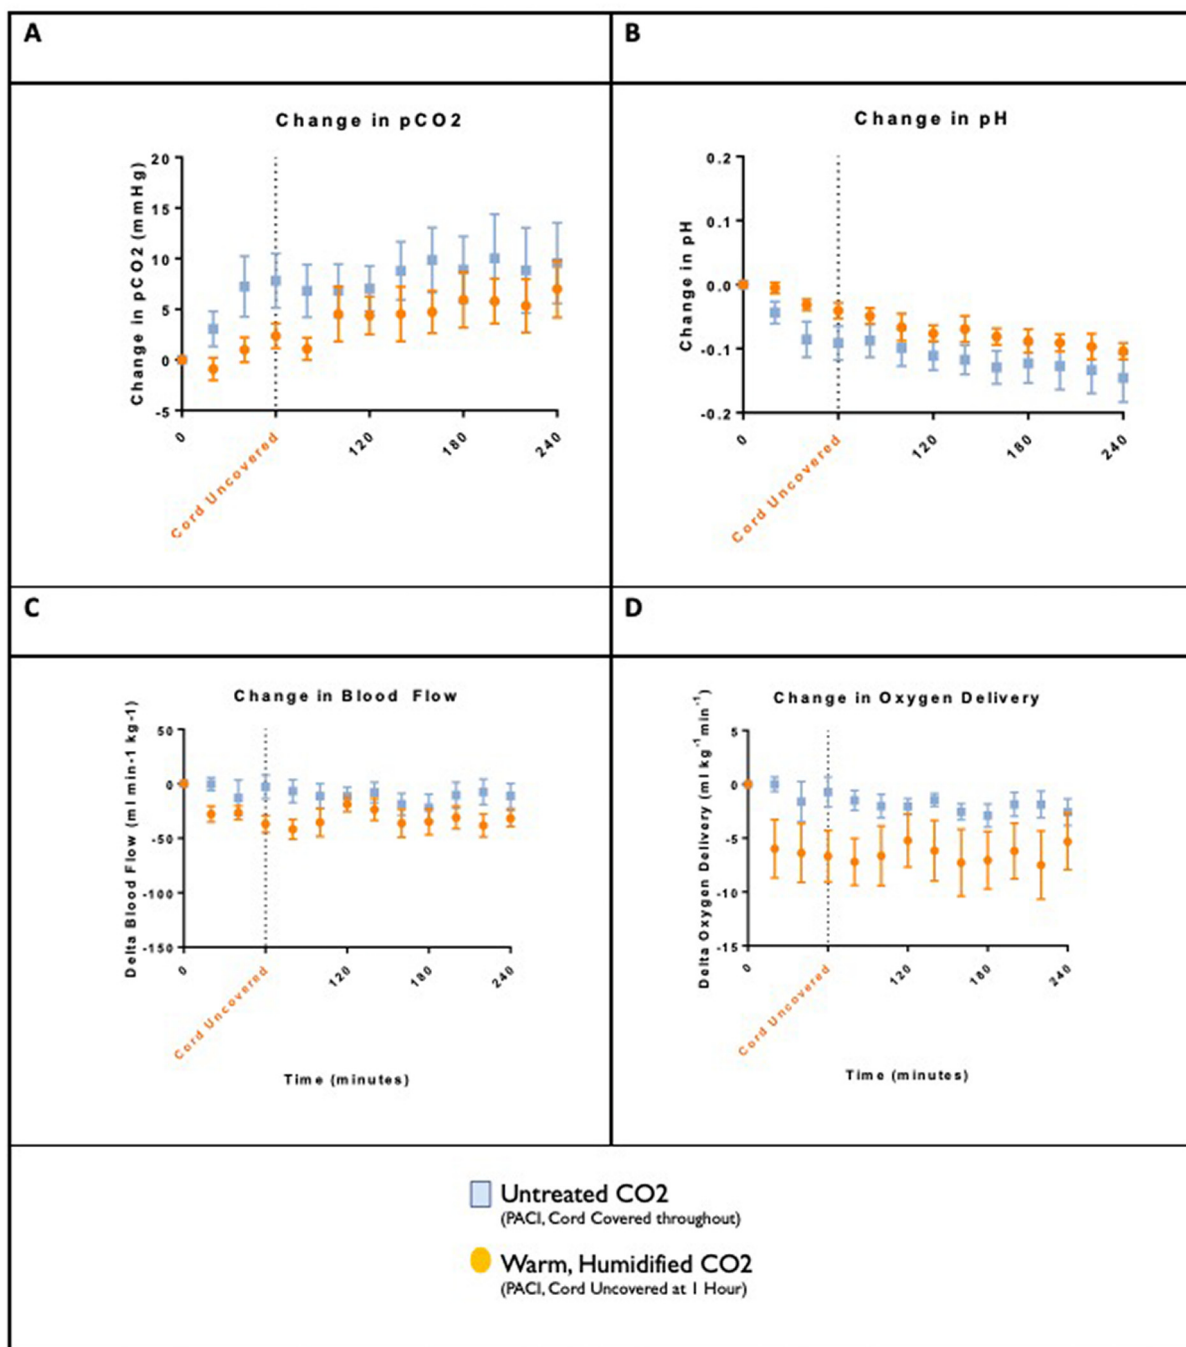 A
B
Change in pCO2
Change in pCO2 (mmHg)
20
15
10
5
0
-5
0
Cord Uncovered
120
180
240
Change in pH
Change in pH
0.2
0.1
0.0
-0.1
-0.2
0
Cord Uncovered
120
180
240
C
D
Change in Blood Flow
Delta Blood Flow (ml min-1 kg-1)
50
0
-50
-100
-150
0
Cord Uncovered
120
180
240
Time (minutes)
Change in Oxygen Delivery
Delta Oxygen Delivery (ml kg⁻¹ min⁻¹)
5
0
-5
-10
-15
0
Cord Uncovered
120
180
240
Time (minutes)
Untreated CO2
(PACI, Cord Covered throughout)
Warm, Humidified CO2
(PACI, Cord Uncovered at 1 Hour)